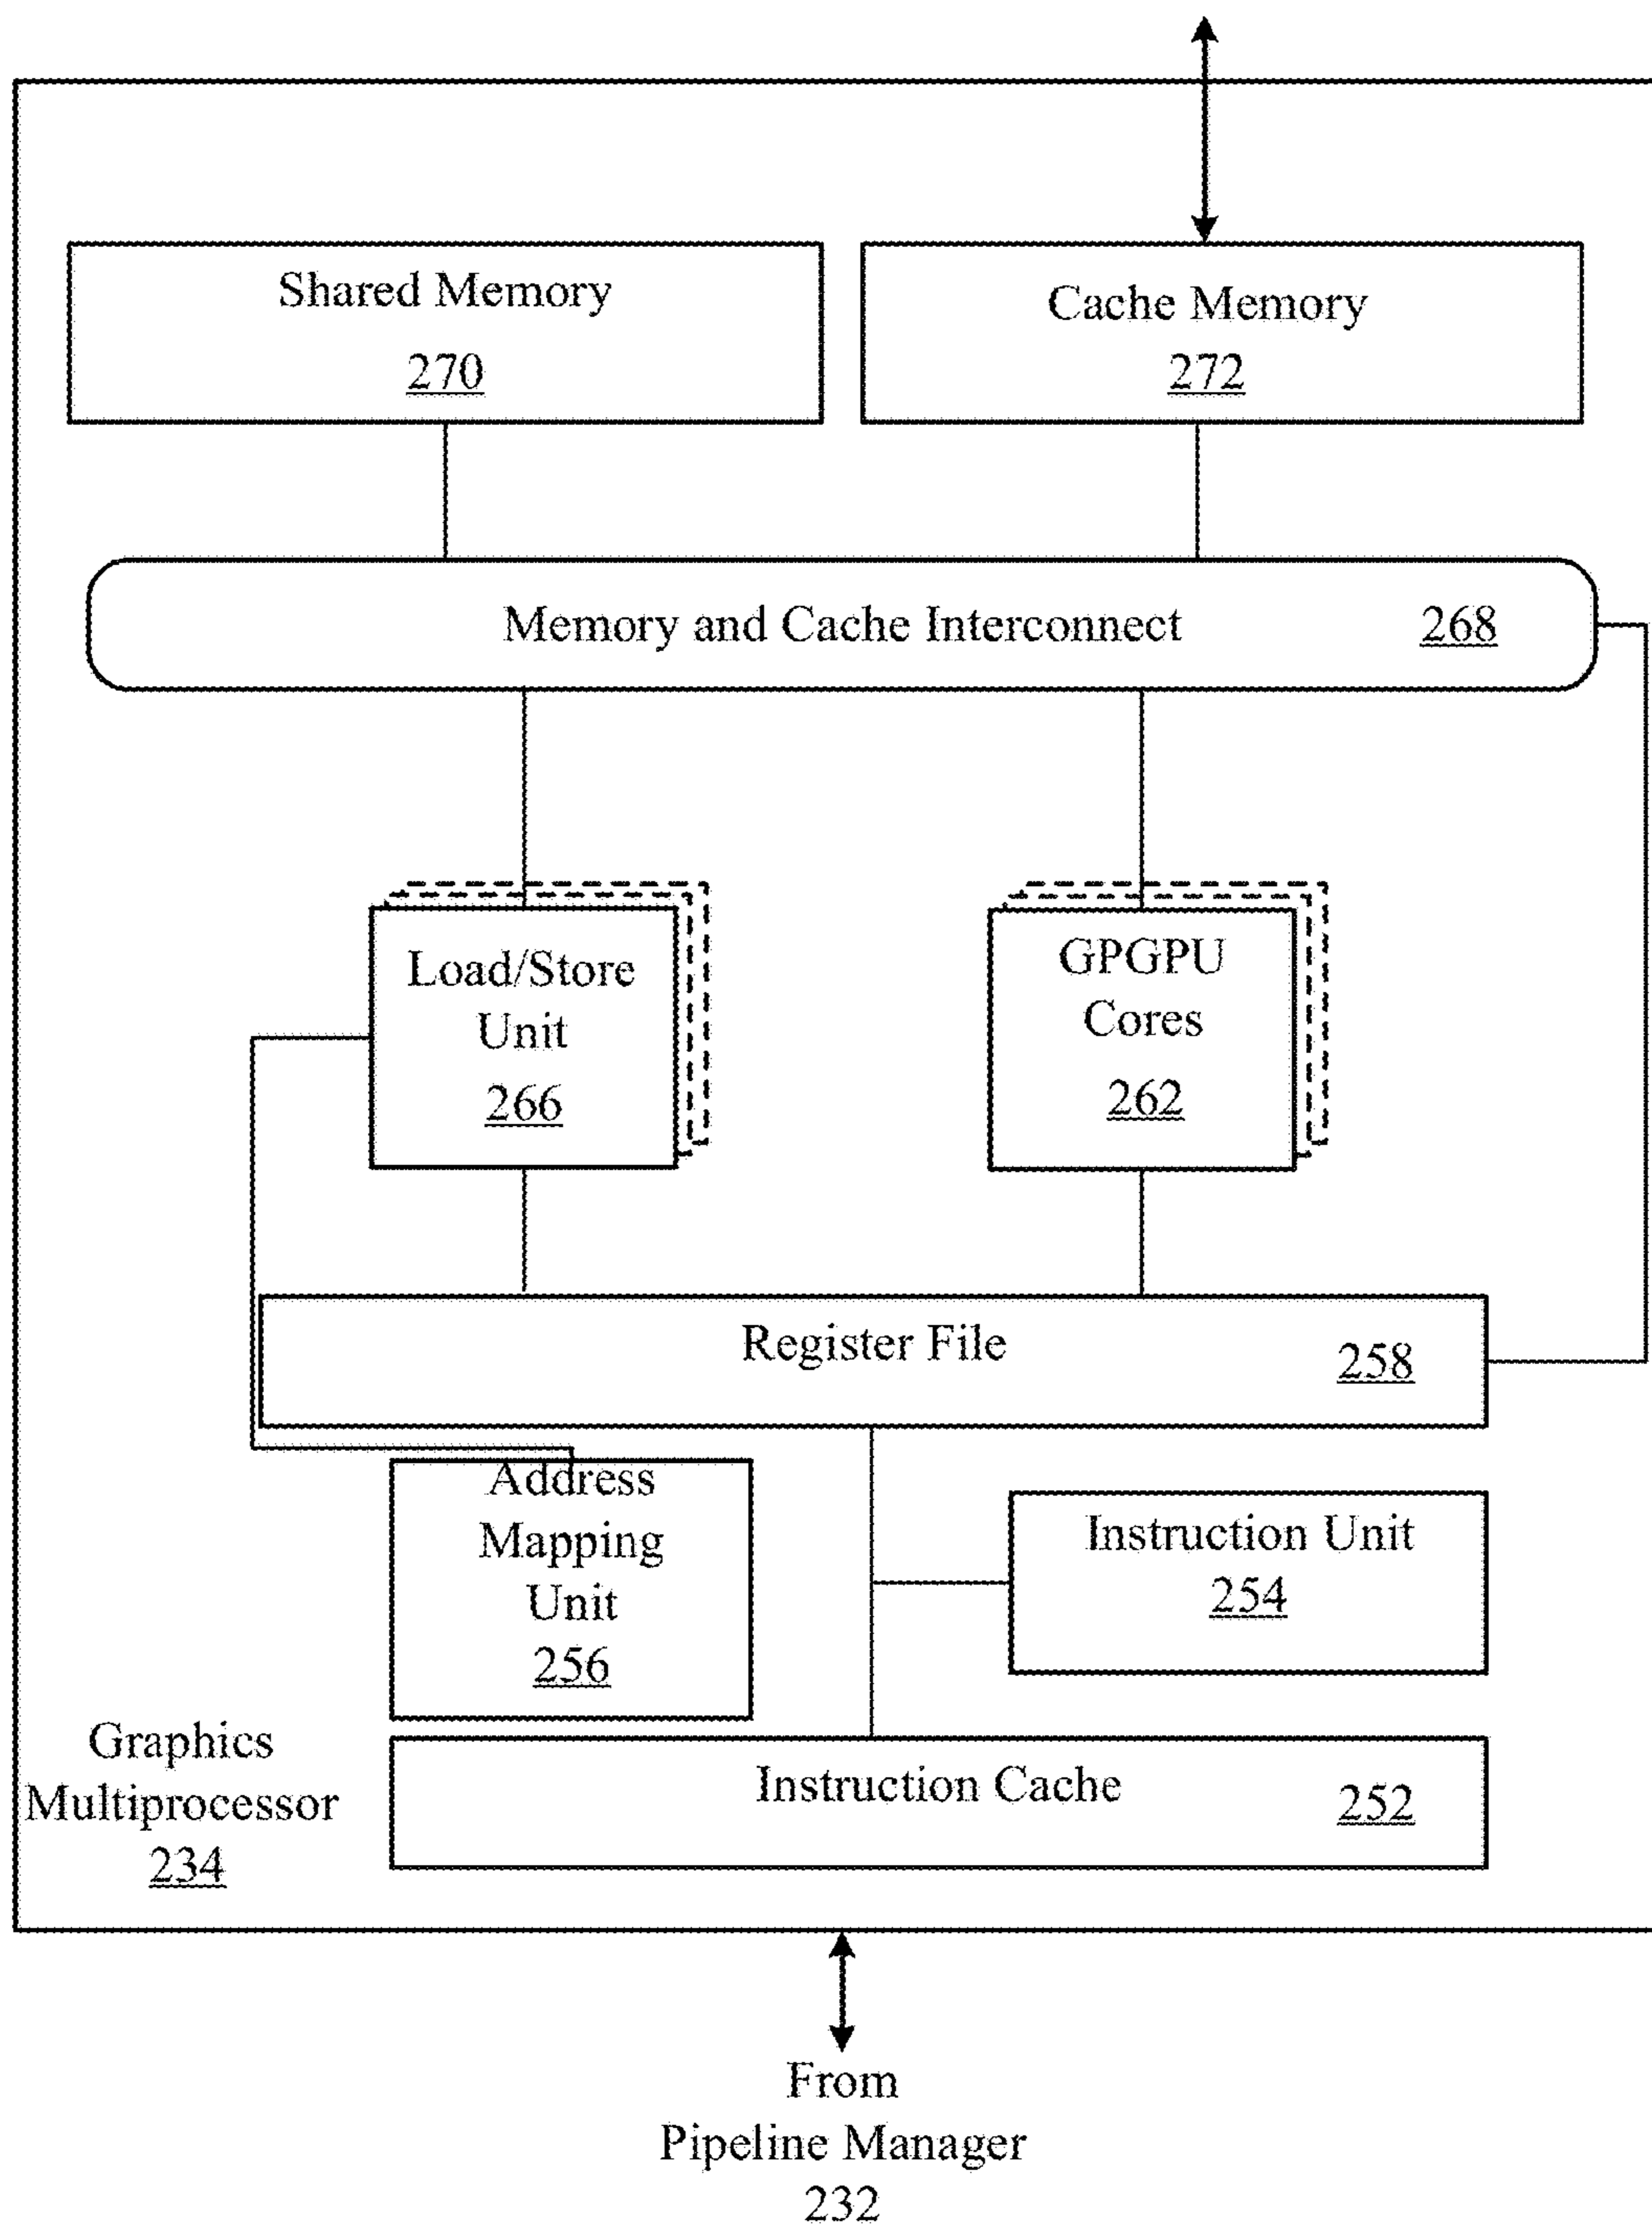 Shared Memory
270
Cache Memory
272
Memory and Cache Interconnect
268
Load/Store
Unit
266
GPGPU
Cores
262
Register File
258
Address
Mapping
Unit
256
Instruction Unit
254
Graphics
Multiprocessor
234
Instruction Cache
252
From
Pipeline Manager
232